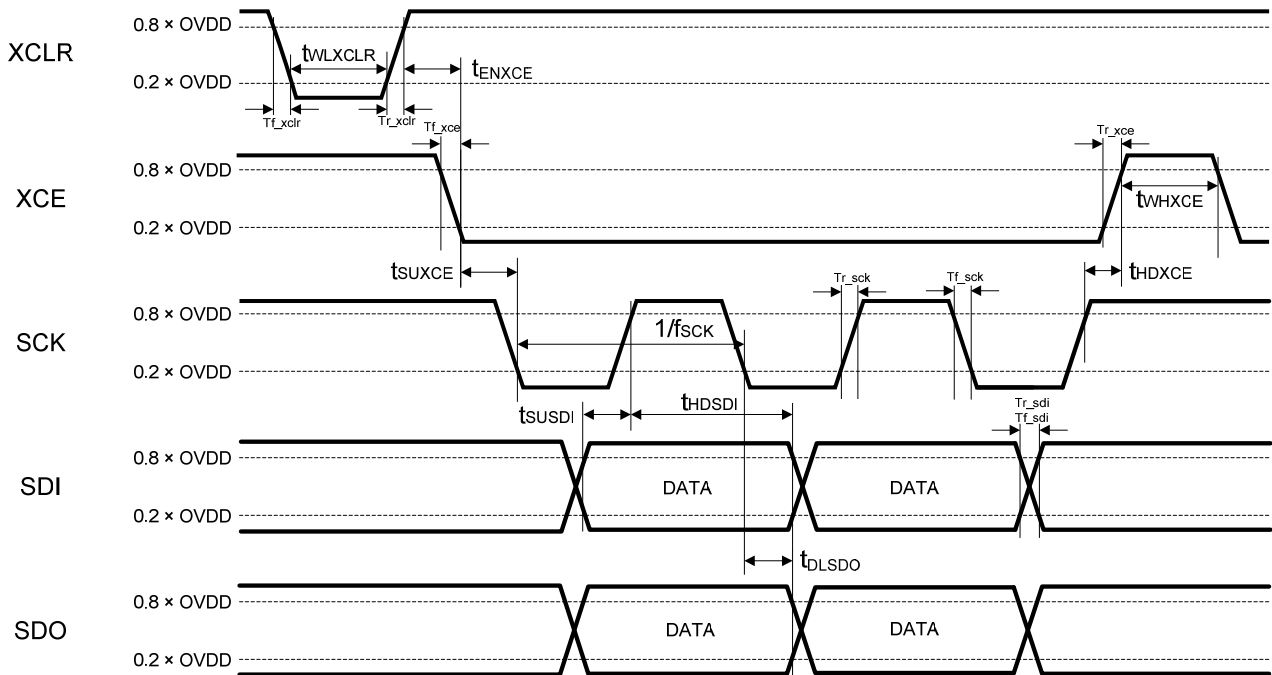 XCLR
0.8 × OVDD
0.2 × OVDD
tWLXCLR
tENXCE
Tf_xclr
Tr_xclr
XCE
0.8 × OVDD
0.2 × OVDD
Tf_xce
Tr_xce
tWHXCE
tSUXCE
tHDXCE
SCK
0.8 × OVDD
0.2 × OVDD
1/fSCK
Tr_sck
Tf_sck
tSUSDI
tHDSDI
Tr_sdi
Tf_sdi
SDI
0.8 × OVDD
0.2 × OVDD
DATA
DATA
tDLSDO
SDO
0.8 × OVDD
0.2 × OVDD
DATA
DATA